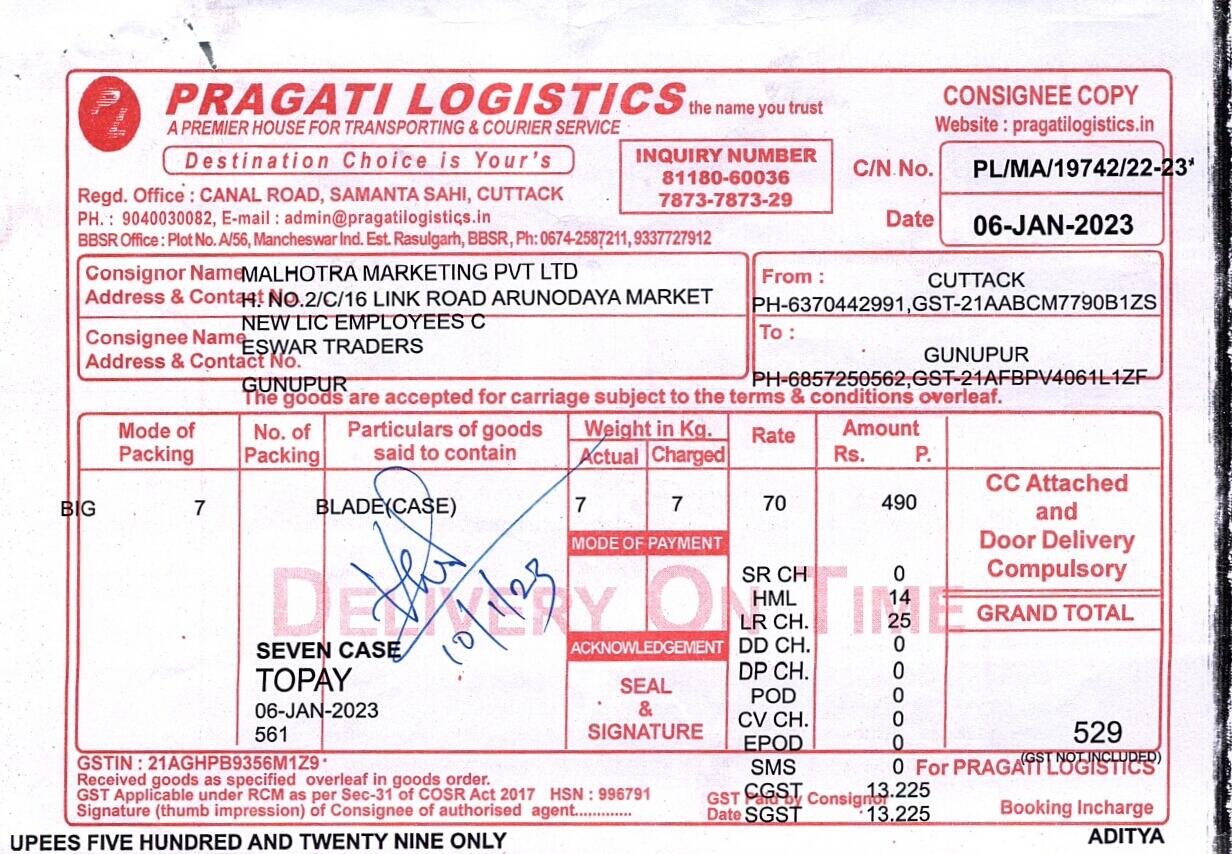 PRAGATI LOGISTICS the name you trust
A PREMIER HOUSE FOR TRANSPORTING & COURIER SERVICE
Destination Choice is Your's
Regd. Office : CANAL ROAD, SAMANTA SAHI, CUTTACK
PH. : 9040030082, E-mail : admin@pragatilogistics.in
BBSR Office : Plot No. A/56, Mancheswar Ind. Est. Rasulgarh, BBSR, Ph: 0674-2587211, 9337727912
INQUIRY NUMBER
81180-60036
7873-7873-29
CONSIGNEE COPY
Website : pragatilogistics.in
C/N. No. PL/MA/19742/22-23
Date 06-JAN-2023
Consignor Name MALHOTRA MARKETING PVT LTD
Address & Contact No. H. NO.2/C/16 LINK ROAD ARUNODAYA MARKET
NEW LIC EMPLOYEES C
Consignee Name ESWAR TRADERS
Address & Contact No.
GUNUPUR
From : CUTTACK
PH-6370442991,GST-21AABCM7790B1ZS
To :
GUNUPUR
PH-6857250562,GST-21AFBPV4061L1ZF
The goods are accepted for carriage subject to the terms & conditions overleaf.
Mode of Packing
No. of Packing
Particulars of goods said to contain
Weight in Kg.
Actual Charged
Rate
Amount
Rs. P.
BIG 7 BLADE(CASE) 7 7 70 490
CC Attached
and
Door Delivery
Compulsory
MODE OF PAYMENT
DELIVERY ON TIME
10/1/23
SR CH 0
HML 14
LR CH. 25
DD CH. 0
DP CH. 0
POD 0
CV CH. 0
EPOD 0
SMS 0
CGST 13.225
SGST 13.225
GRAND TOTAL
529
(GST NOT INCLUDED)
ACKNOWLEDGEMENT
SEAL
&
SIGNATURE
SEVEN CASE
TOPAY
06-JAN-2023
561
GSTIN : 21AGHPB9356M1Z9
Received goods as specified overleaf in goods order.
GST Applicable under RCM as per Sec-31 of COSR Act 2017 HSN : 996791
Signature (thumb impression) of Consignee of authorised agent.............
GST Paid by Consignor
Date
For PRAGATI LOGISTICS
Booking Incharge
UPEES FIVE HUNDRED AND TWENTY NINE ONLY
ADITYA